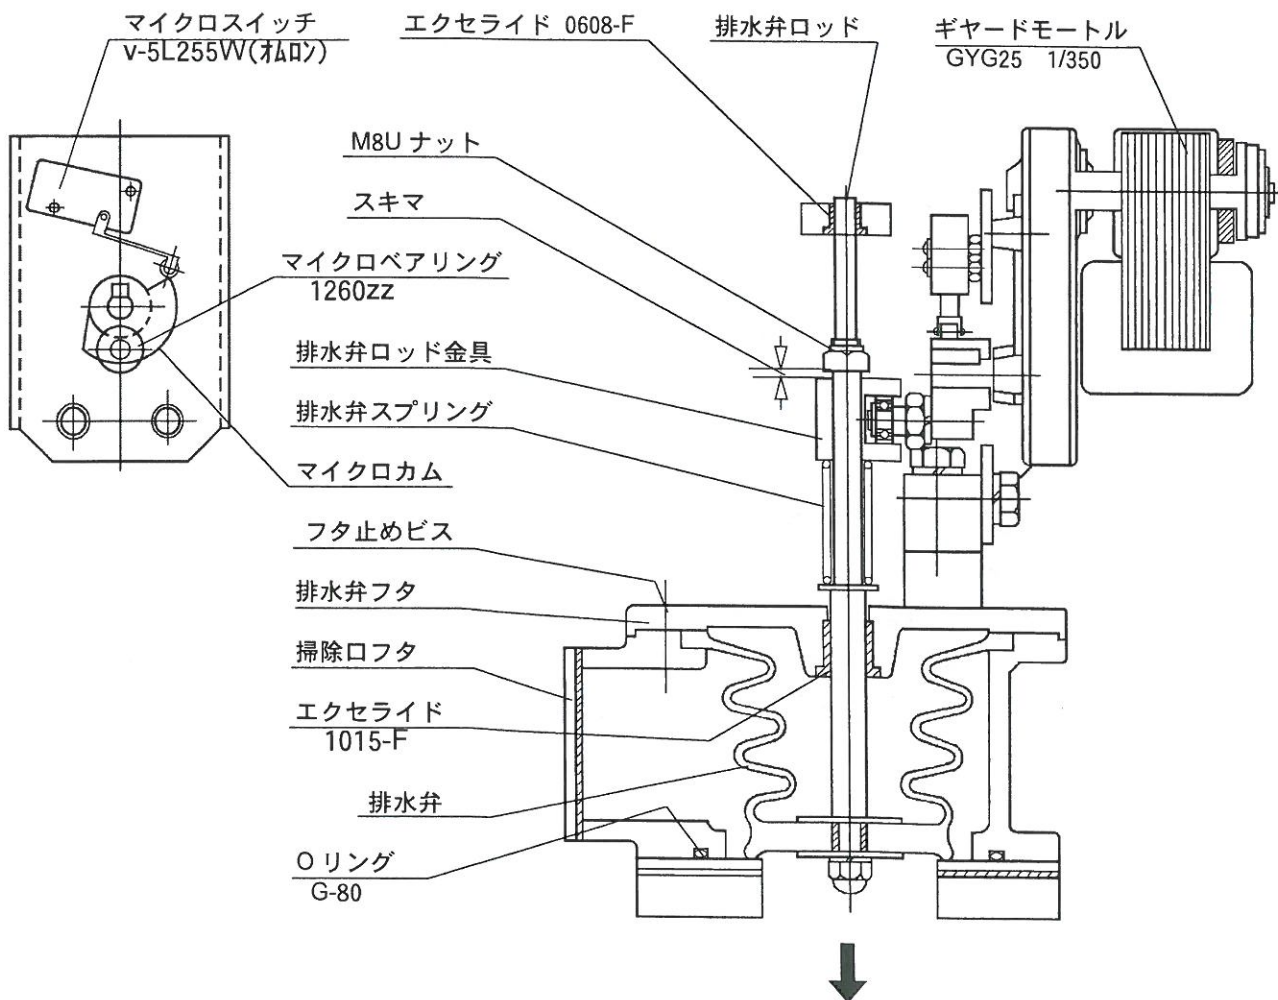 マイクロスイッチ
v-5L255W(オムロン)
エクセライド 0608-F
排水弁ロッド
ギヤードモートル
GYG25 1/350
M8U ナット
スキマ
マイクロベアリング
1260zz
排水弁ロッド金具
排水弁スプリング
マイクロカム
フタ止めビス
排水弁フタ
掃除口フタ
エクセライド
1015-F
排水弁
O リング
G-80